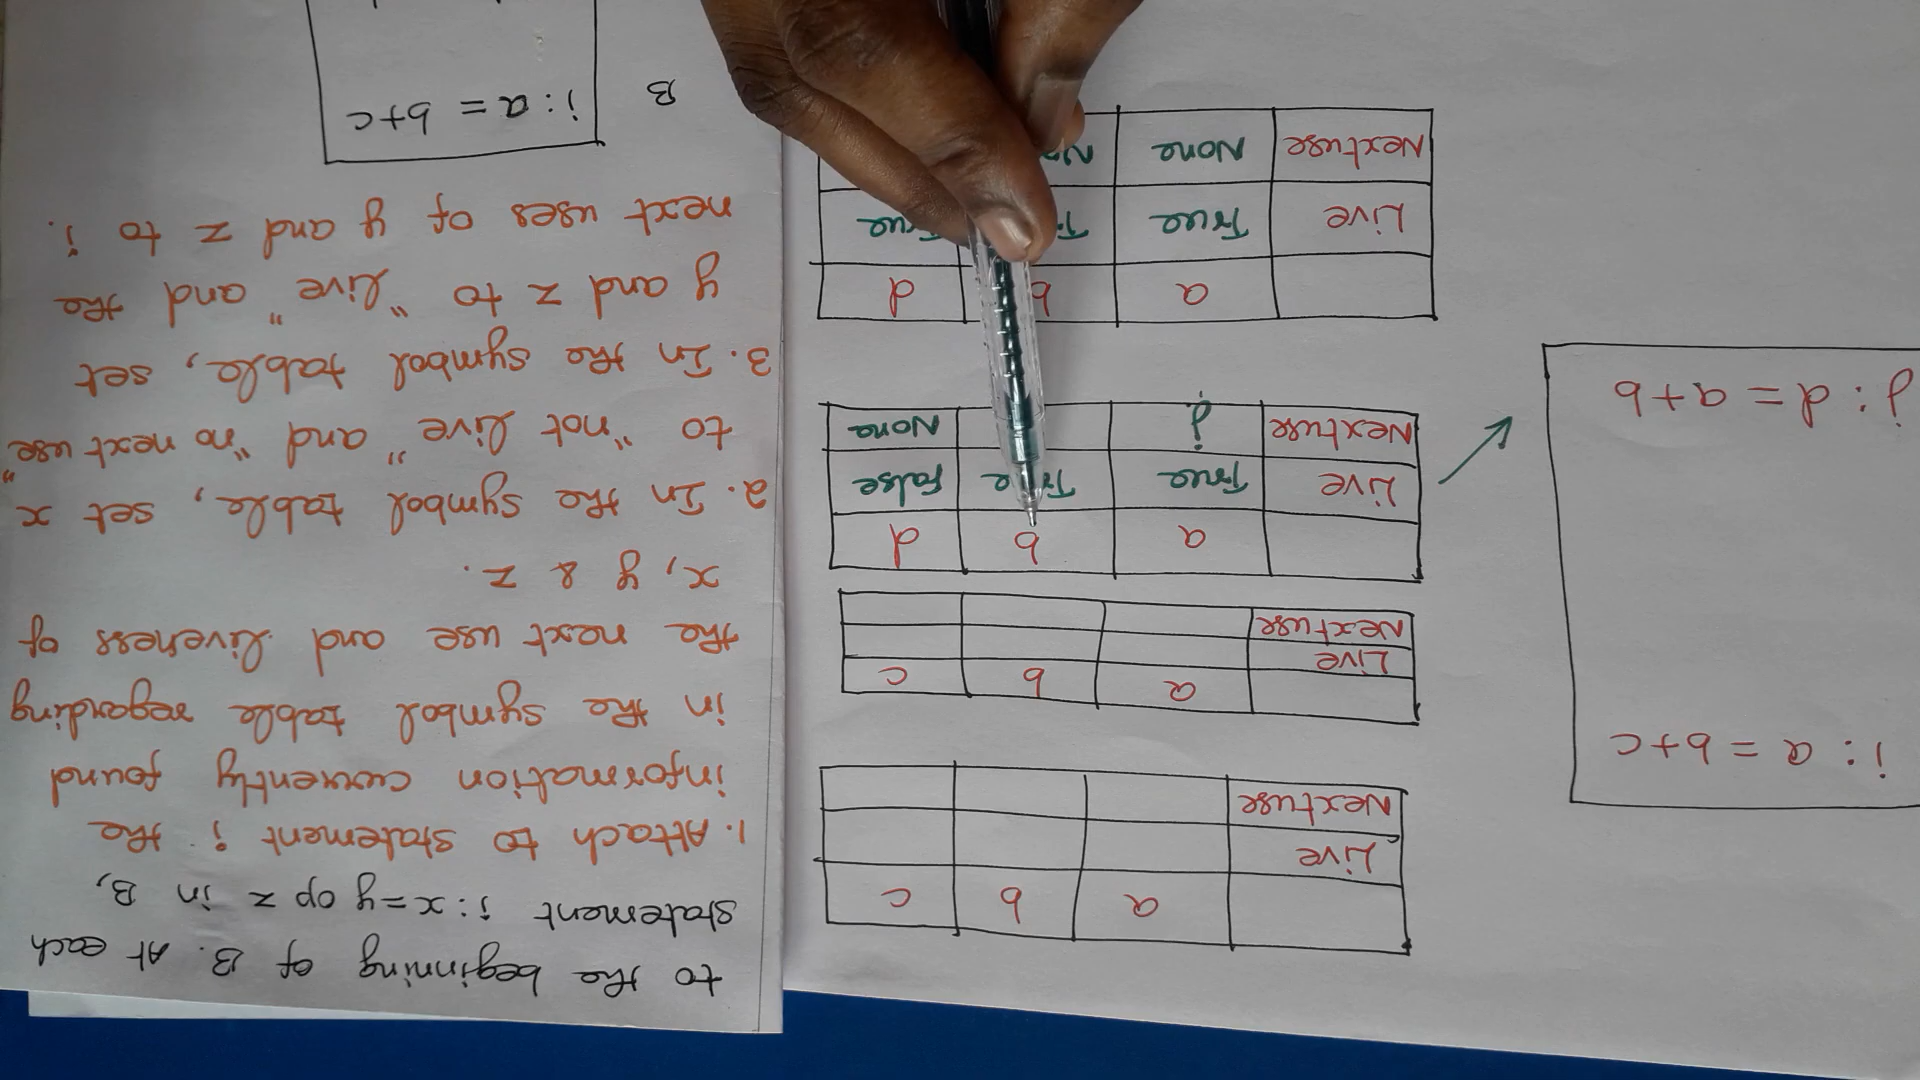 i: a = b+c
j: d = a+b
a b c
Live
Nextuse
a b c
Live
Nextuse
a b d
Live True True False
Nextuse j None
a b d
Live True True
Nextuse None
to the beginning of B. At each
statement i: x=y op z in B,
1. Attach to statement i the
information currently found
in the symbol table regarding
the next use and liveness of
x, y & z.
2. In the symbol table, set x
to "not live" and "no next use"
3. In the symbol table, set
y and z to "live" and the
next uses of y and z to i.
B
i: a = b+c